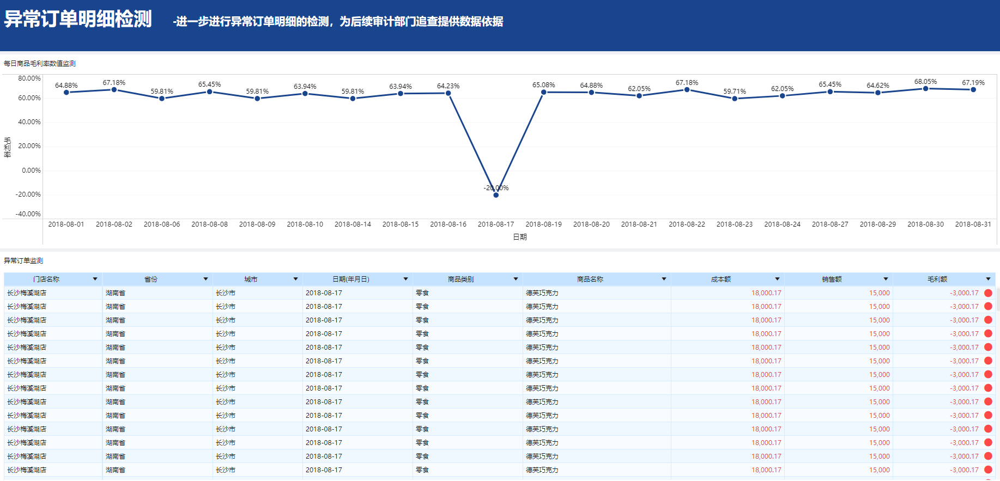 异常订单明细检测 -进一步进行异常订单明细的检测，为后续审计部门追查提供数据依据
每日商品毛利率数值监测
80.00%
60.00%
40.00%
20.00%
0.00%
-20.00%
-40.00%
毛利率
64.88% 67.18% 59.81% 65.45% 59.81% 63.94% 59.81% 63.94% 64.23% -20.00% 65.08% 64.88% 62.05% 67.18% 59.71% 62.05% 65.45% 64.62% 68.05% 67.19%
2018-08-01 2018-08-02 2018-08-06 2018-08-08 2018-08-09 2018-08-10 2018-08-14 2018-08-15 2018-08-16 2018-08-17 2018-08-19 2018-08-20 2018-08-21 2018-08-22 2018-08-23 2018-08-24 2018-08-27 2018-08-29 2018-08-30 2018-08-31
日期
异常订单监测
门店名称 省份 城市 日期(年月日) 商品类别 商品名称 成本额 销售额 毛利额
长沙梅溪湖店 湖南省 长沙市 2018-08-17 零食 德芙巧克力 18,000.17 15,000 -3,000.17
长沙梅溪湖店 湖南省 长沙市 2018-08-17 零食 德芙巧克力 18,000.17 15,000 -3,000.17
长沙梅溪湖店 湖南省 长沙市 2018-08-17 零食 德芙巧克力 18,000.17 15,000 -3,000.17
长沙梅溪湖店 湖南省 长沙市 2018-08-17 零食 德芙巧克力 18,000.17 15,000 -3,000.17
长沙梅溪湖店 湖南省 长沙市 2018-08-17 零食 德芙巧克力 18,000.17 15,000 -3,000.17
长沙梅溪湖店 湖南省 长沙市 2018-08-17 零食 德芙巧克力 18,000.17 15,000 -3,000.17
长沙梅溪湖店 湖南省 长沙市 2018-08-17 零食 德芙巧克力 18,000.17 15,000 -3,000.17
长沙梅溪湖店 湖南省 长沙市 2018-08-17 零食 德芙巧克力 18,000.17 15,000 -3,000.17
长沙梅溪湖店 湖南省 长沙市 2018-08-17 零食 德芙巧克力 18,000.17 15,000 -3,000.17
长沙梅溪湖店 湖南省 长沙市 2018-08-17 零食 德芙巧克力 18,000.17 15,000 -3,000.17
长沙梅溪湖店 湖南省 长沙市 2018-08-17 零食 德芙巧克力 18,000.17 15,000 -3,000.17
长沙梅溪湖店 湖南省 长沙市 2018-08-17 零食 德芙巧克力 18,000.17 15,000 -3,000.17
长沙梅溪湖店 湖南省 长沙市 2018-08-17 零食 德芙巧克力 18,000.17 15,000 -3,000.17
长沙梅溪湖店 湖南省 长沙市 2018-08-17 零食 德芙巧克力 18,000.17 15,000 -3,000.17